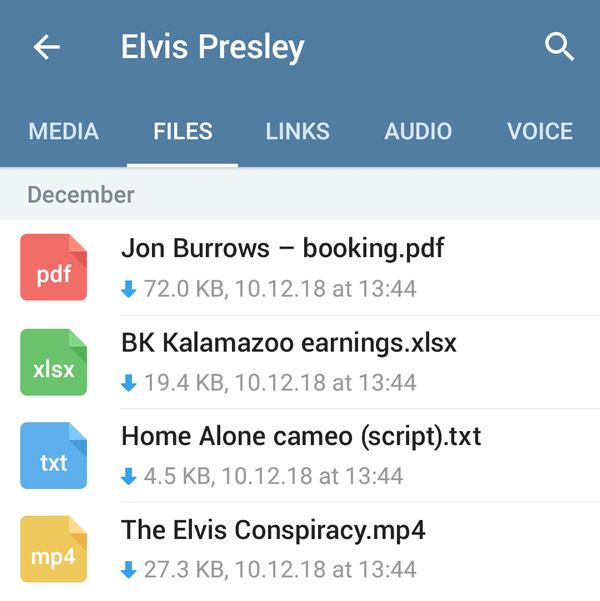 Elvis Presley
MEDIA FILES LINKS AUDIO VOICE
December
pdf
Jon Burrows – booking.pdf
72.0 KB, 10.12.18 at 13:44
xlsx
BK Kalamazoo earnings.xlsx
19.4 KB, 10.12.18 at 13:44
txt
Home Alone cameo (script).txt
4.5 KB, 10.12.18 at 13:44
mp4
The Elvis Conspiracy.mp4
27.3 KB, 10.12.18 at 13:44